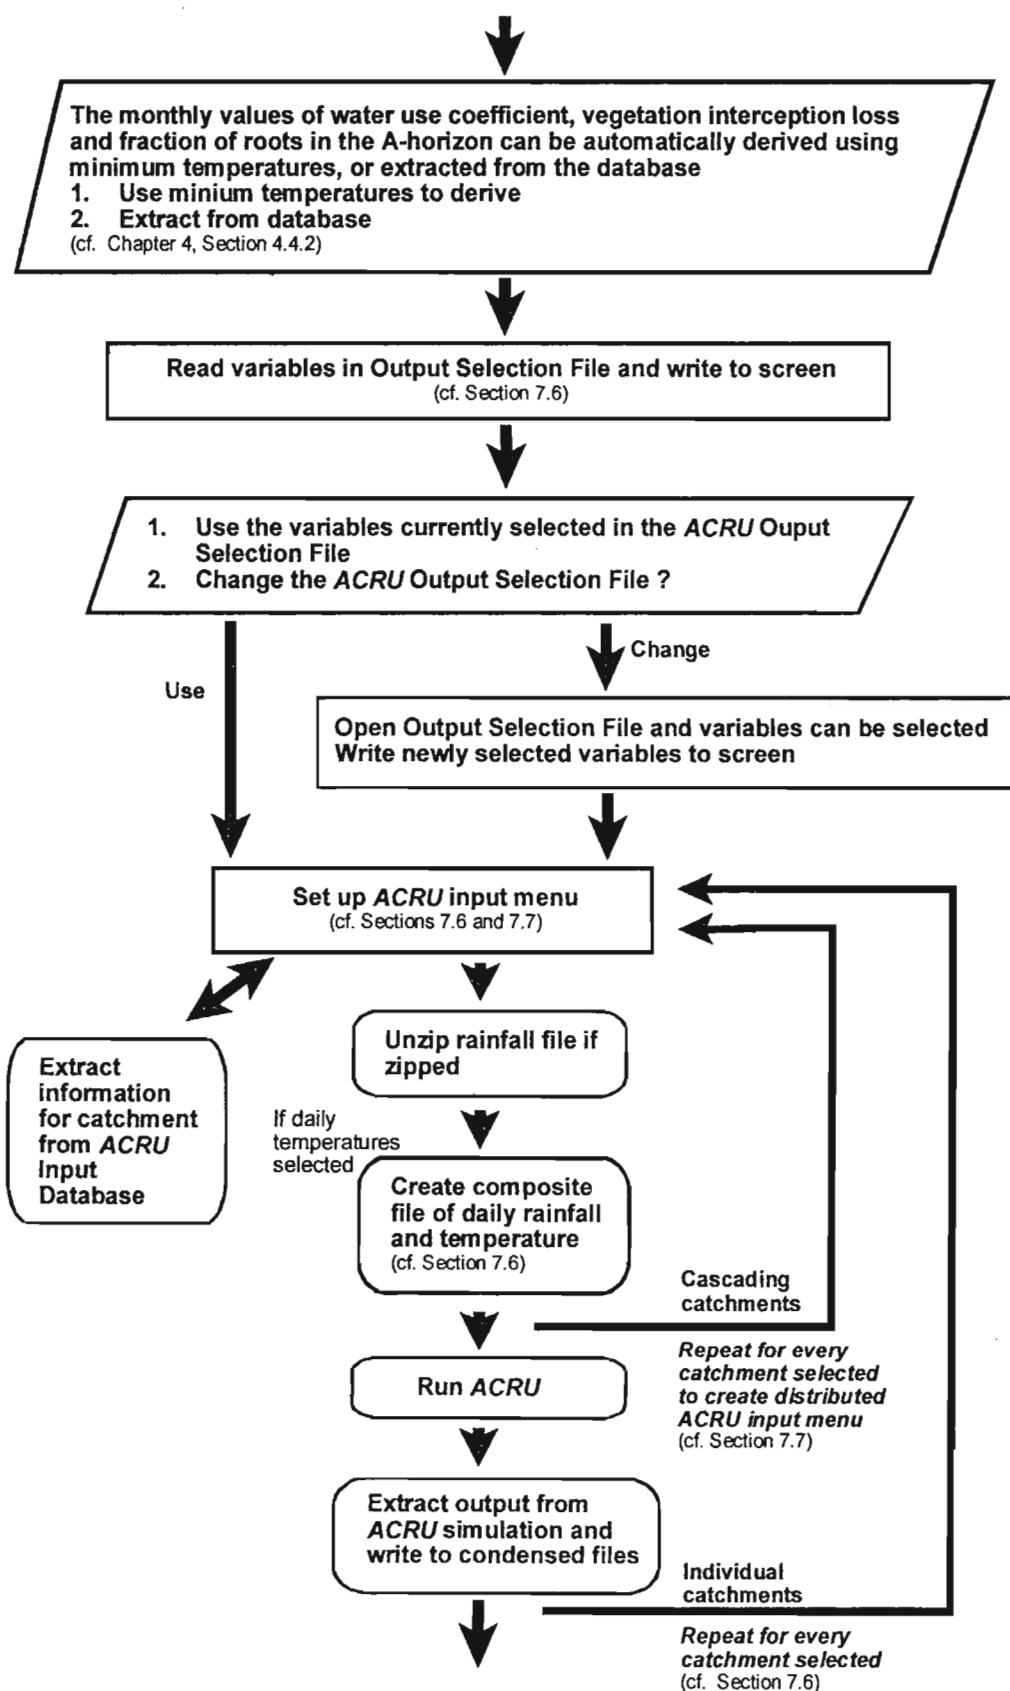 The monthly values of water use coefficient, vegetation interception loss
and fraction of roots in the A-horizon can be automatically derived using
minimum temperatures, or extracted from the database
1. Use minium temperatures to derive
2. Extract from database
(cf. Chapter 4, Section 4.4.2)
Read variables in Output Selection File and write to screen
(cf. Section 7.6)
1. Use the variables currently selected in the ACRU Ouput
Selection File
2. Change the ACRU Output Selection File ?
Use
Change
Open Output Selection File and variables can be selected
Write newly selected variables to screen
Set up ACRU input menu
(cf. Sections 7.6 and 7.7)
Extract
information
for catchment
from ACRU
Input
Database
Unzip rainfall file if
zipped
If daily
temperatures
selected
Create composite
file of daily rainfall
and temperature
(cf. Section 7.6)
Cascading
catchments
Repeat for every
catchment selected
to create distributed
ACRU input menu
(cf. Section 7.7)
Run ACRU
Extract output from
ACRU simulation and
write to condensed files
Individual
catchments
Repeat for every
catchment selected
(cf. Section 7.6)